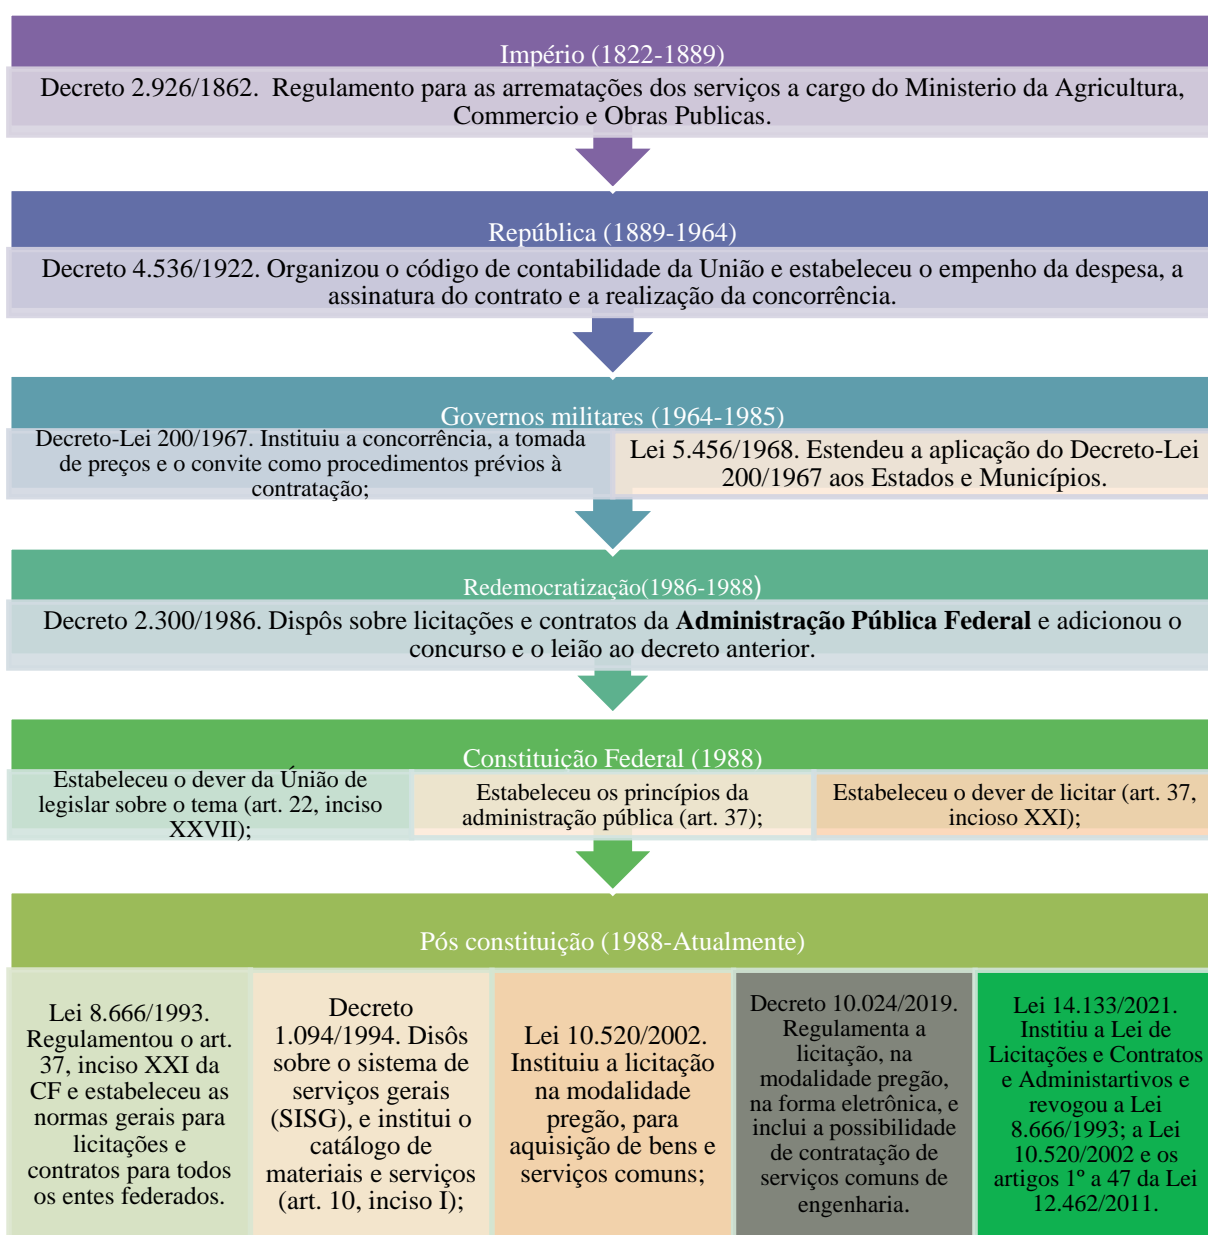 Império (1822-1889)
Decreto 2.926/1862.  Regulamento para as arrematações dos serviços a cargo do Ministerio da Agricultura,
Commercio e Obras Publicas.
República (1889-1964)
Decreto 4.536/1922. Organizou o código de contabilidade da União e estabeleceu o empenho da despesa, a
assinatura do contrato e a realização da concorrência.
Governos militares (1964-1985)
Decreto-Lei 200/1967. Instituiu a concorrência, a tomada
de preços e o convite como procedimentos prévios à
contratação;
Lei 5.456/1968. Estendeu a aplicação do Decreto-Lei
200/1967 aos Estados e Municípios.
Redemocratização(1986-1988)
Decreto 2.300/1986. Dispôs sobre licitações e contratos da Administração Pública Federal e adicionou o
concurso e o leião ao decreto anterior.
Constituição Federal (1988)
Estabeleceu o dever da Únião de
legislar sobre o tema (art. 22, inciso
XXVII);
Estabeleceu os princípios da
administração pública (art. 37);
Estabeleceu o dever de licitar (art. 37,
incioso XXI);
Pós constituição (1988-Atualmente)
Lei 8.666/1993.
Regulamentou o art.
37, inciso XXI da
CF e estabeleceu as
normas gerais para
licitações e
contratos para todos
os entes federados.
Decreto
1.094/1994. Disôs
sobre o sistema de
serviços gerais
(SISG), e institui o
catálogo de
materiais e serviços
(art. 10, inciso I);
Lei 10.520/2002.
Instituiu a licitação
na modalidade
pregão, para
aquisição de bens e
serviços comuns;
Decreto 10.024/2019.
Regulamenta a
licitação, na
modalidade pregão,
na forma eletrônica, e
inclui a possibilidade
de contratação de
serviços comuns de
engenharia.
Lei 14.133/2021.
Institiu a Lei de
Licitações e Contratos
e Administartivos e
revogou a Lei
8.666/1993; a Lei
10.520/2002 e os
artigos 1º a 47 da Lei
12.462/2011.